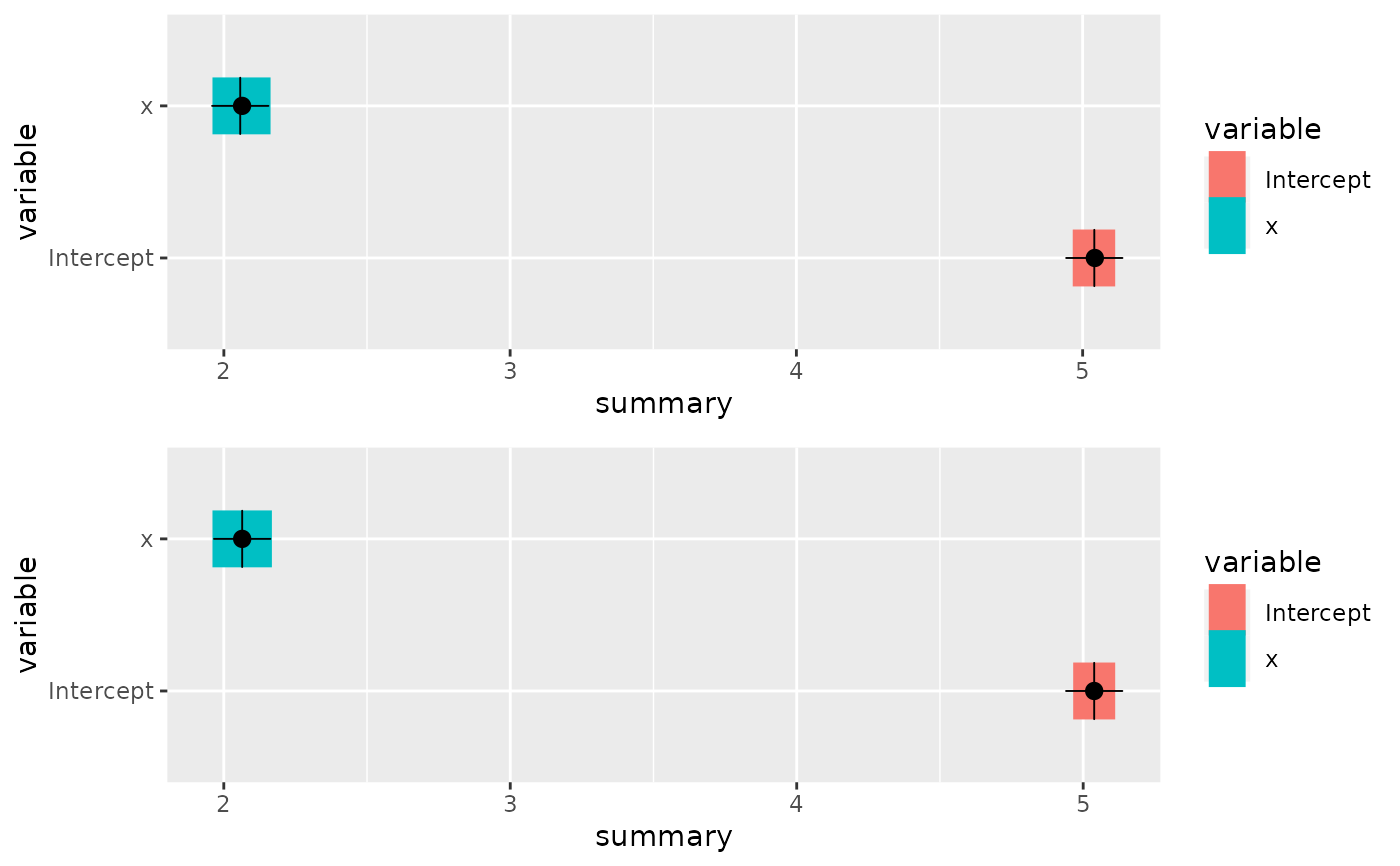 variable
x
Intercept
2 3 4 5
summary
variable
Intercept
x
variable
x
Intercept
2 3 4 5
summary
variable
Intercept
x